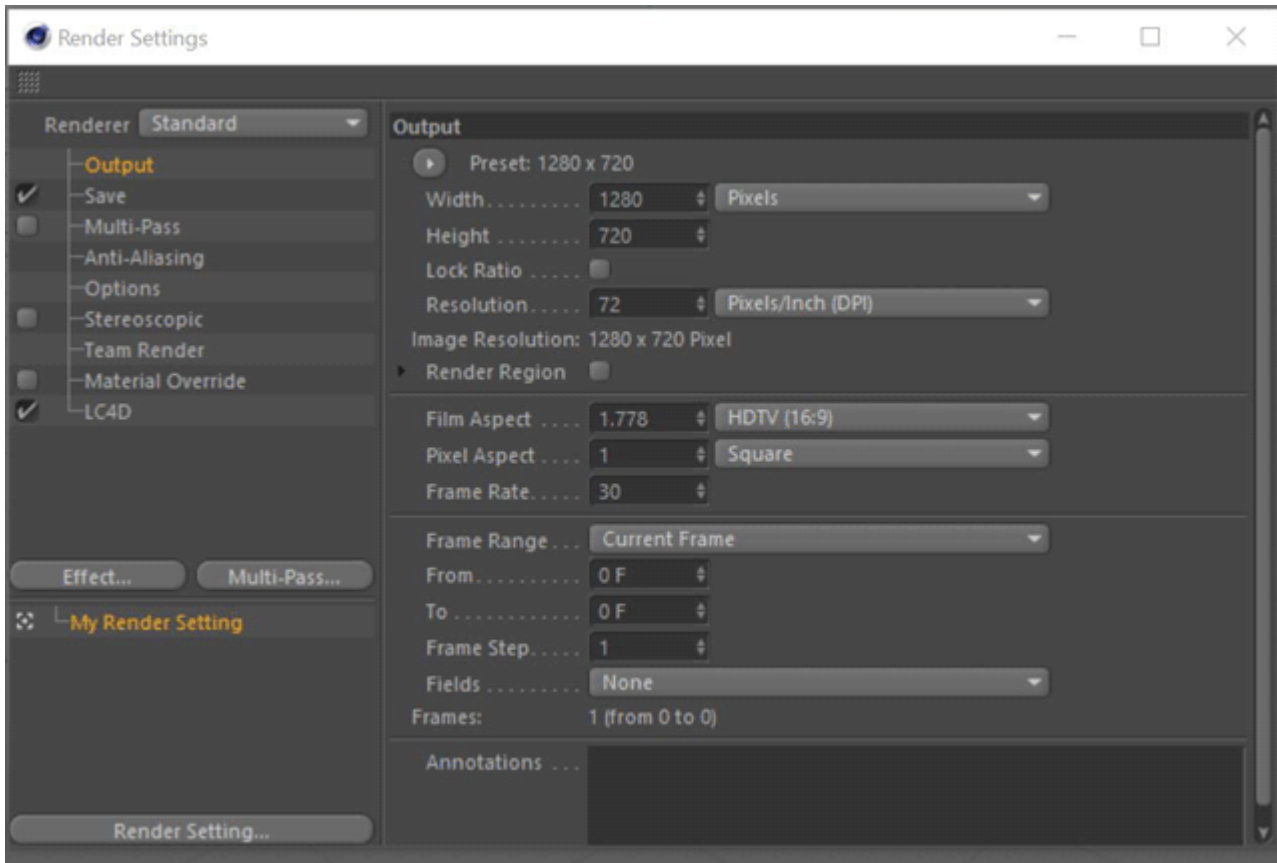 Render Settings
Renderer Standard
Output
Save
Multi-Pass
Anti-Aliasing
Options
Stereoscopic
Team Render
Material Override
LC4D
Effect... Multi-Pass...
My Render Setting
Render Setting...
Output
Preset: 1280 x 720
Width......... 1280 Pixels
Height ........ 720
Lock Ratio .....
Resolution..... 72 Pixels/Inch (DPI)
Image Resolution: 1280 x 720 Pixel
Render Region
Film Aspect .... 1.778 HDTV (16:9)
Pixel Aspect .... 1 Square
Frame Rate..... 30
Frame Range... Current Frame
From.......... 0 F
To ............ 0 F
Frame Step..... 1
Fields ......... None
Frames: 1 (from 0 to 0)
Annotations ...